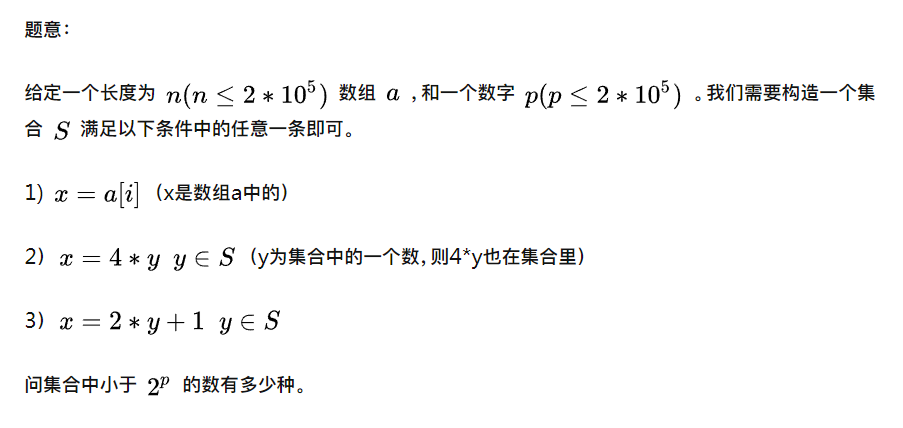 题意：
给定一个长度为 n(n ≤ 2 * 10^5) 数组 a ,和一个数字 p(p ≤ 2 * 10^5) 。我们需要构造一个集
合 S 满足以下条件中的任意一条即可。
1) x = a[i] （x是数组a中的）
2） x = 4 * y y ∈ S（y为集合中的一个数, 则4*y也在集合里）
3） x = 2 * y + 1 y ∈ S
问集合中小于 2^p 的数有多少种。